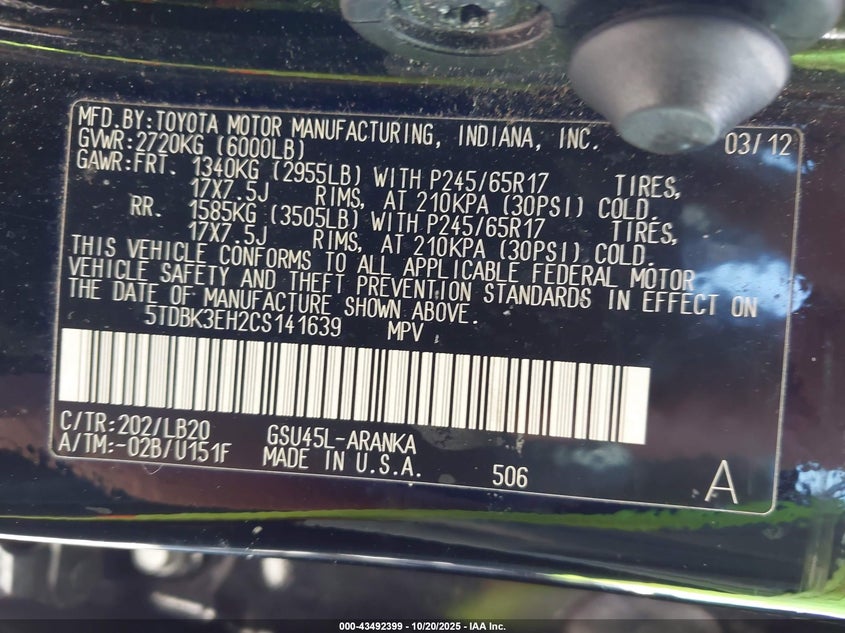 MFD.BY:TOYOTA MOTOR MANUFACTURING, INDIANA, INC. 03/12
GVWR:2720KG (6000LB)
GAWR:FRT. 1340KG (2955LB) WITH P245/65R17 TIRES,
17X7.5J RIMS, AT 210KPA (30PSI) COLD.
RR. 1585KG (3505LB) WITH P245/65R17 TIRES,
17X7.5J RIMS, AT 210KPA (30PSI) COLD.
THIS VEHICLE CONFORMS TO ALL APPLICABLE FEDERAL MOTOR
VEHICLE SAFETY AND THEFT PREVENTION STANDARDS IN EFFECT ON
THE DATE OF MANUFACTURE SHOWN ABOVE.
5TDBK3EH2CS141639 MPV
C/TR:202/LB20 GSU45L-ARANKA
A/TM:-02B/U151F MADE IN U.S.A. 506 A
000-43492399 - 10/20/2025 - IAA Inc.